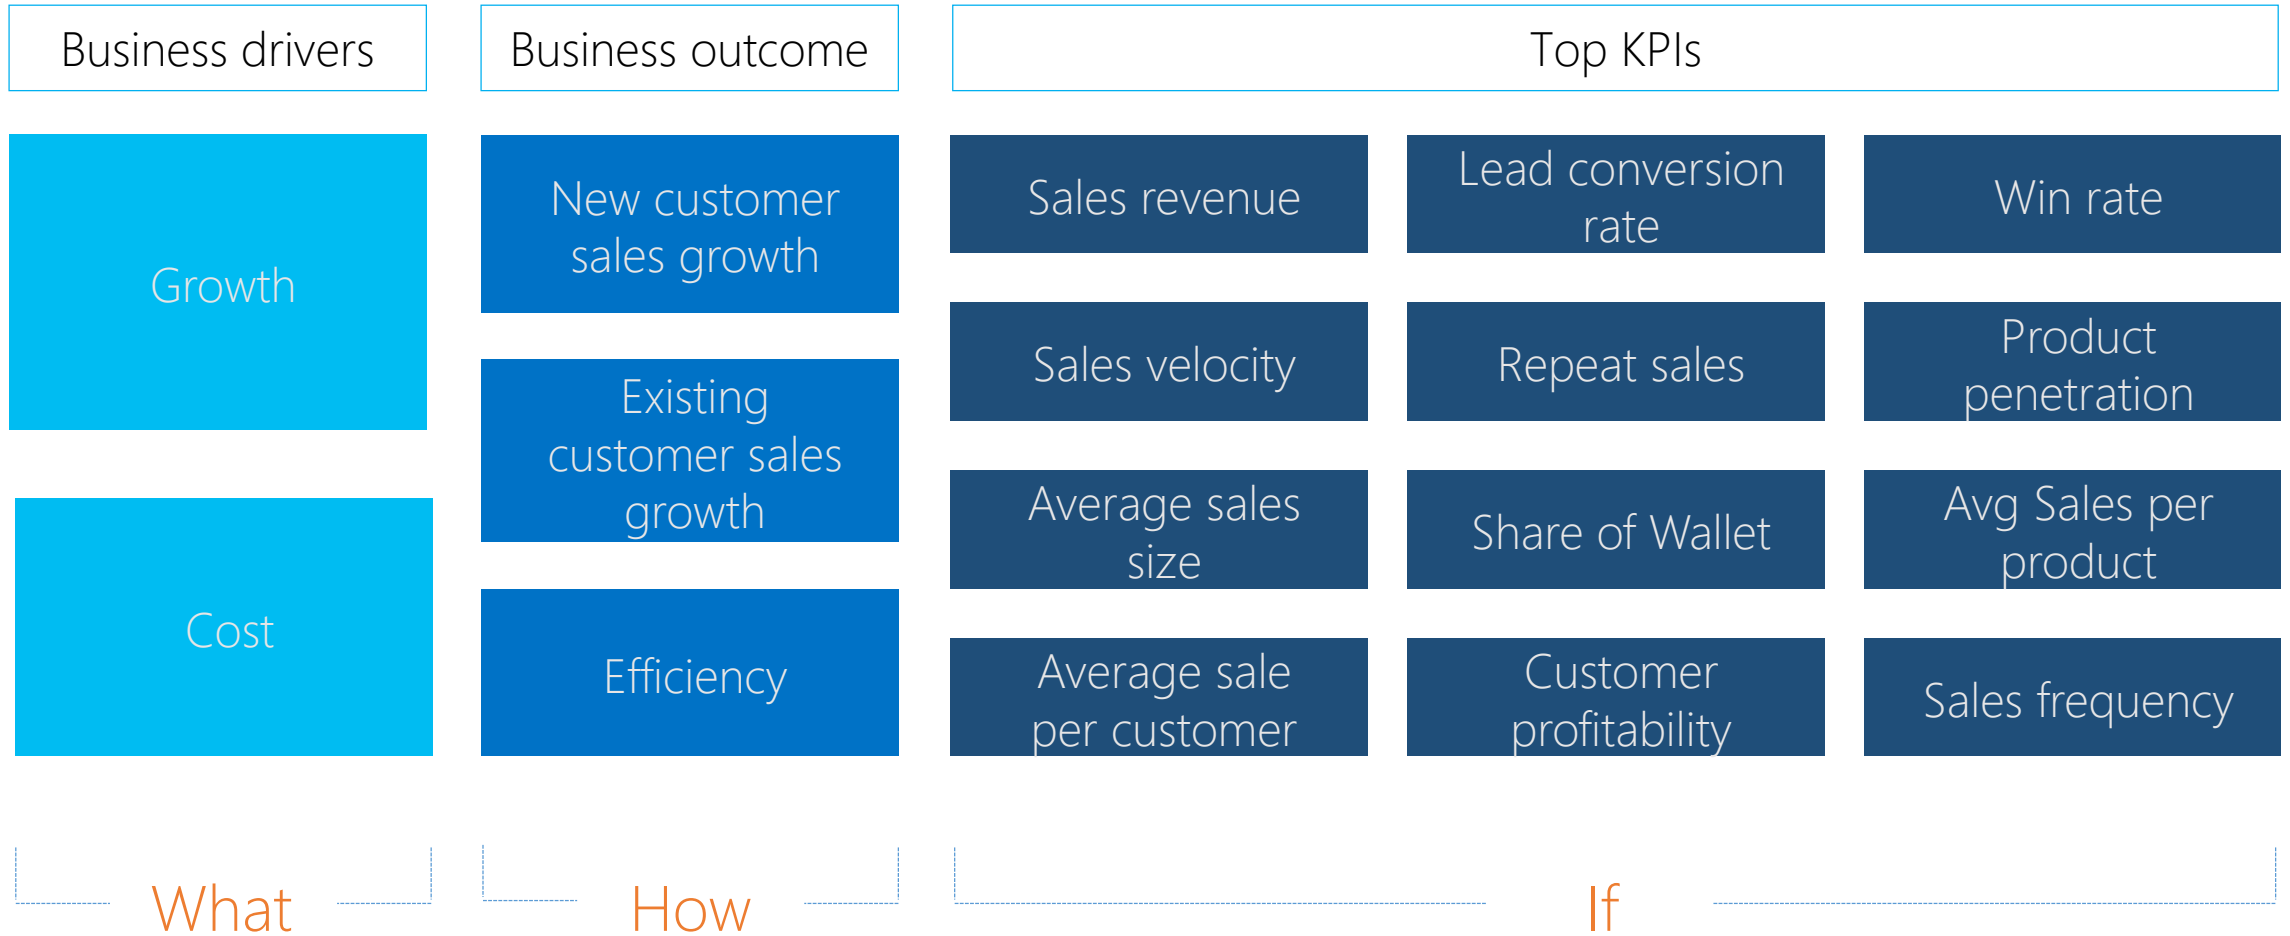 Business drivers
Business outcome
Top KPIs
Growth
Cost
New customer
sales growth
Existing
customer sales
growth
Efficiency
Sales revenue
Lead conversion
rate
Win rate
Sales velocity
Repeat sales
Product
penetration
Average sales
size
Share of Wallet
Avg Sales per
product
Average sale
per customer
Customer
profitability
Sales frequency
What
How
If